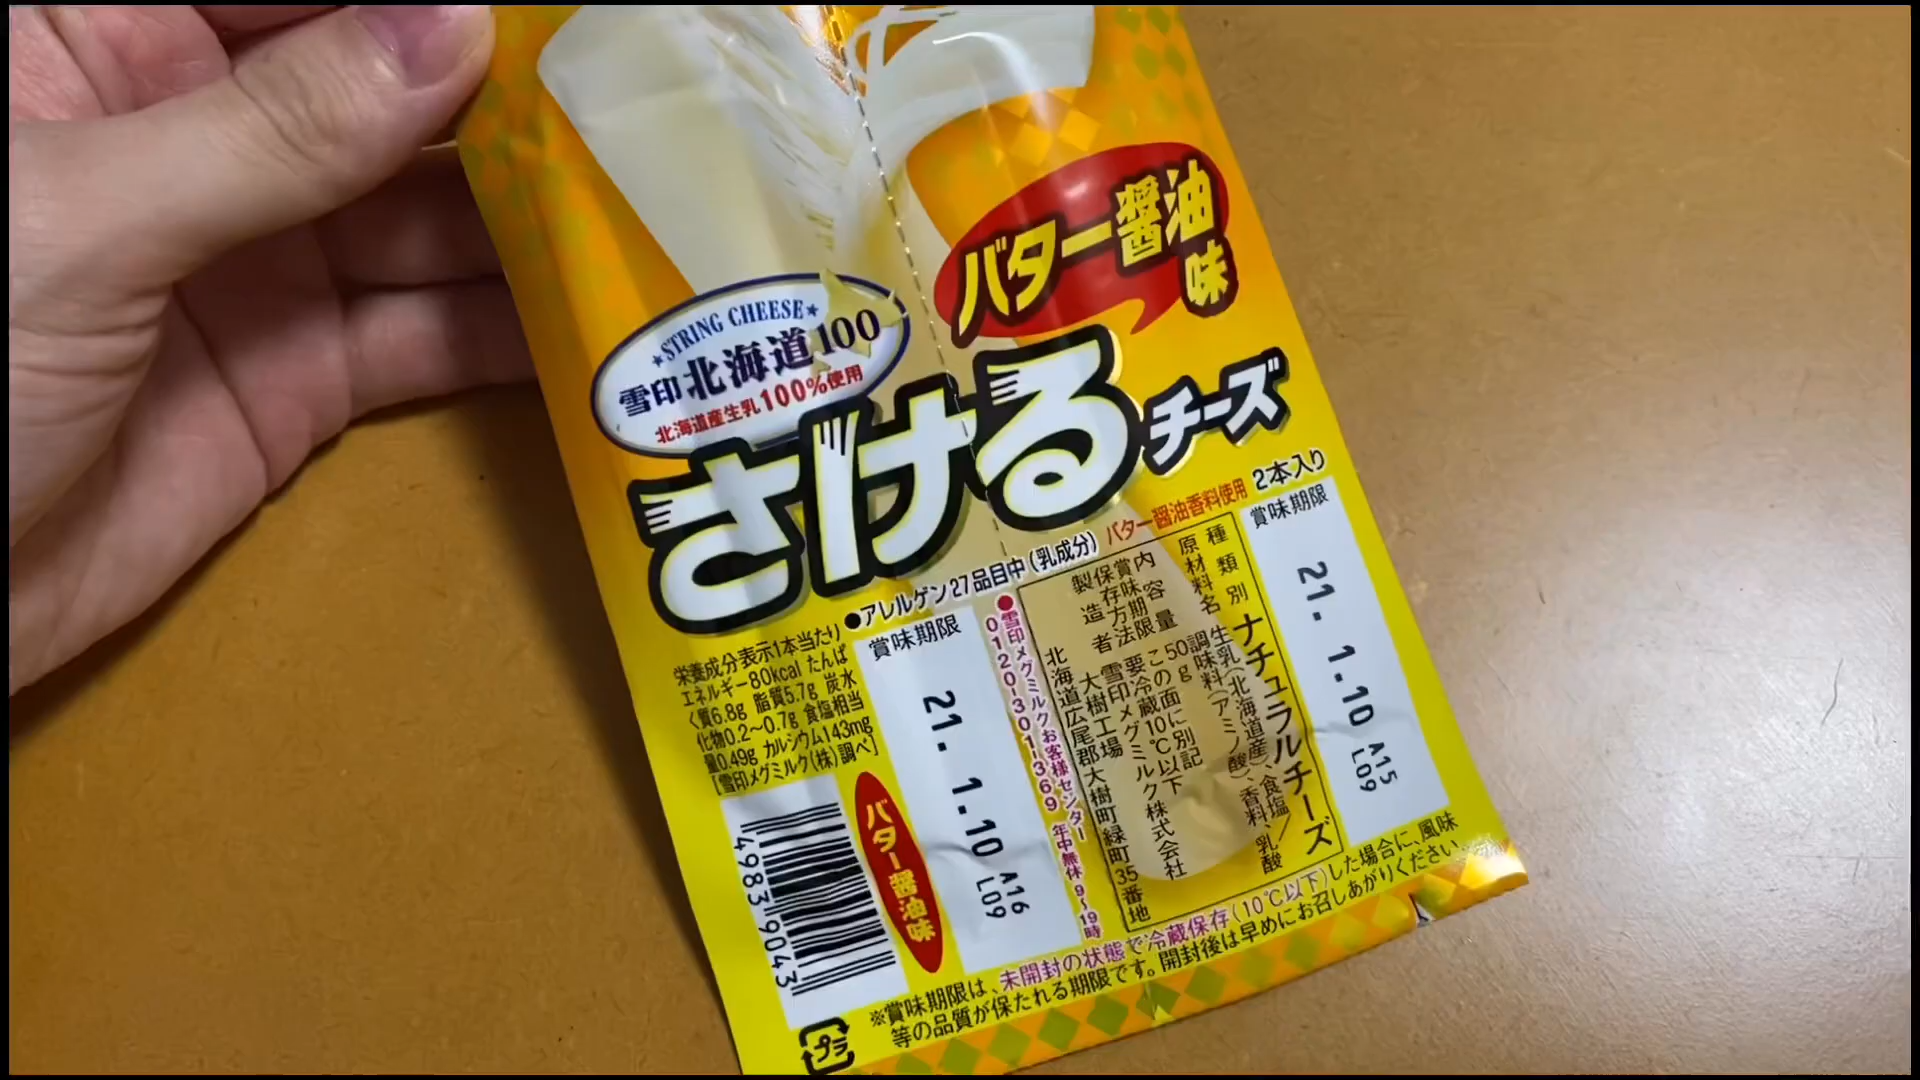 バター醤油
味
★STRING CHEESE★
雪印北海道100
北海道産生乳100%使用
さけるチーズ
バター醤油香料使用 2本入り
●アレルゲン27品目中(乳成分)
栄養成分表示1本当たり
エネルギー80kcal たんぱ
く質6.8g 脂質5.7g 炭水
化物0.2～0.7g 食塩相当
量0.49g カルシウム143mg
[雪印メグミルク(株)調べ]
賞味期限
21. 1.10
A16
L09
●雪印メグミルクお客様センター
0120-301-369 年中無休 9～19時
種類別 ナチュラルチーズ
原材料名 生乳(北海道産)、食塩/
調味料(アミノ酸)、香料、乳酸
内容量 50g
賞味期限 この面に別記
保存方法 要冷蔵10℃以下
製造者 雪印メグミルク株式会社
大樹工場
北海道広尾郡大樹町緑町35番地
賞味期限
21. 1.10
A15
L09
バター醤油味
4983 9043
※賞味期限は、未開封の状態で冷蔵保存(10℃以下)した場合に、風味
等の品質が保たれる期限です。開封後は早めにお召しあがりください。
プラ